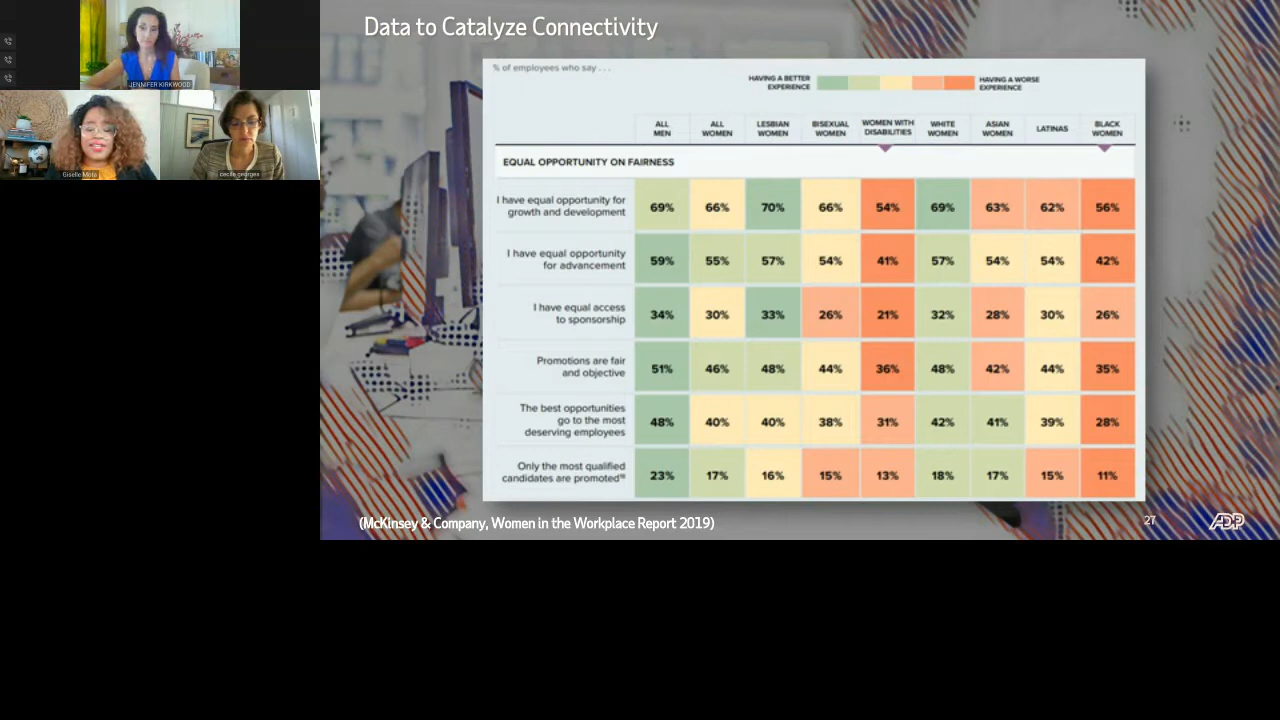 JENNIFER KIRKWOOD
Giselle Mota
cecile georges
Data to Catalyze Connectivity
% of employees who say . . .
HAVING A BETTER
EXPERIENCE
HAVING A WORSE
EXPERIENCE
ALL
MEN
ALL
WOMEN
LESBIAN
WOMEN
BISEXUAL
WOMEN
WOMEN WITH
DISABILITIES
WHITE
WOMEN
ASIAN
WOMEN
LATINAS
BLACK
WOMEN
EQUAL OPPORTUNITY ON FAIRNESS
I have equal opportunity for
growth and development
69% 66% 70% 66% 54% 69% 63% 62% 56%
I have equal opportunity
for advancement
59% 55% 57% 54% 41% 57% 54% 54% 42%
I have equal access
to sponsorship
34% 30% 33% 26% 21% 32% 28% 30% 26%
Promotions are fair
and objective
51% 46% 48% 44% 36% 48% 42% 44% 35%
The best opportunities
go to the most
deserving employees
48% 40% 40% 38% 31% 42% 41% 39% 28%
Only the most qualified
candidates are promoted
23% 17% 16% 15% 13% 18% 17% 15% 11%
(McKinsey & Company, Women in the Workplace Report 2019)
27
ADP